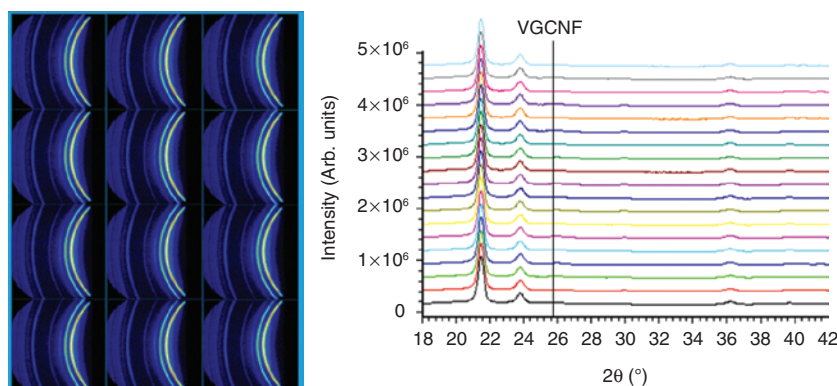 VGCNF
5×10⁶
4×10⁶
3×10⁶
2×10⁶
1×10⁶
0
Intensity (Arb. units)
18 20 22 24 26 28 30 32 34 36 38 40 42
2θ (°)